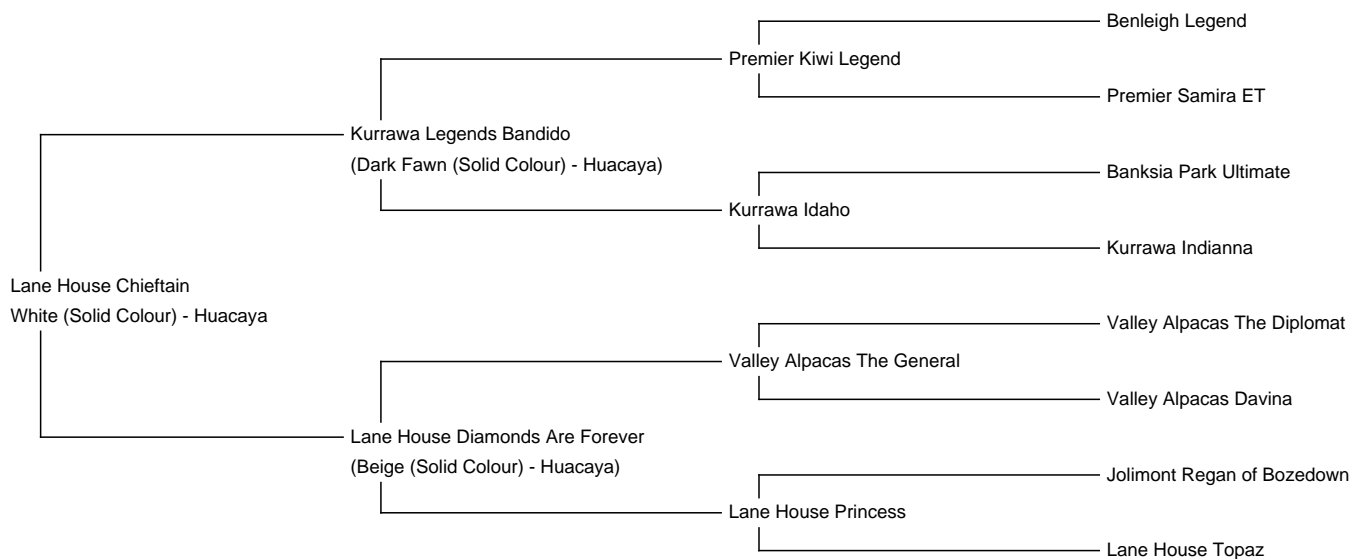 Benleigh Legend
Premier Kiwi Legend
Premier Samira ET
Kurrawa Legends Bandido
(Dark Fawn (Solid Colour) - Huacaya)
Banksia Park Ultimate
Kurrawa Idaho
Kurrawa Indianna
Lane House Chieftain
White (Solid Colour) - Huacaya
Valley Alpacas The Diplomat
Valley Alpacas The General
Valley Alpacas Davina
Lane House Diamonds Are Forever
(Beige (Solid Colour) - Huacaya)
Jolimont Regan of Bozedown
Lane House Princess
Lane House Topaz